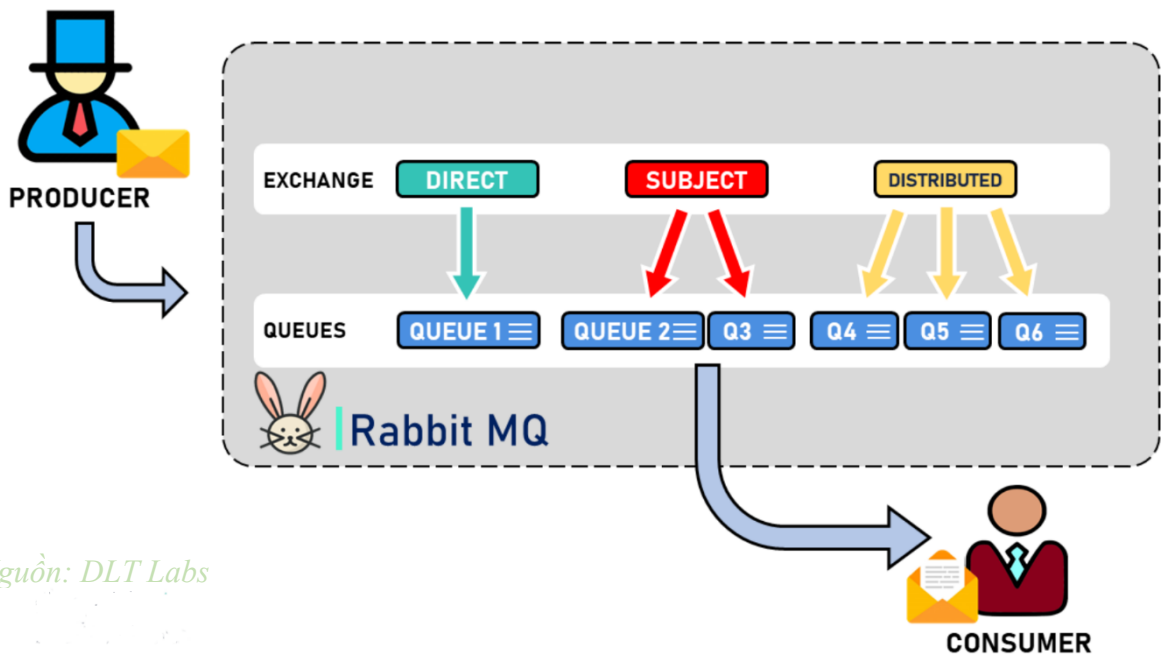 PRODUCER
EXCHANGE DIRECT SUBJECT DISTRIBUTED
QUEUES QUEUE 1 QUEUE 2 Q3 Q4 Q5 Q6
Rabbit MQ
guồn: DLT Labs
CONSUMER